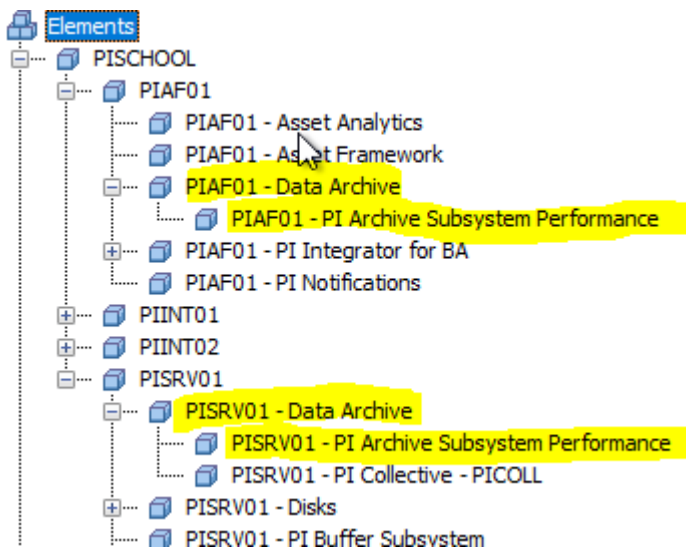 Elements
PISCHOOL
PIAF01
PIAF01 - Asset Analytics
PIAF01 - Asset Framework
PIAF01 - Data Archive
PIAF01 - PI Archive Subsystem Performance
PIAF01 - PI Integrator for BA
PIAF01 - PI Notifications
PIINT01
PIINT02
PISRV01
PISRV01 - Data Archive
PISRV01 - PI Archive Subsystem Performance
PISRV01 - PI Collective - PICOLL
PISRV01 - Disks
PISRV01 - PI Buffer Subsystem